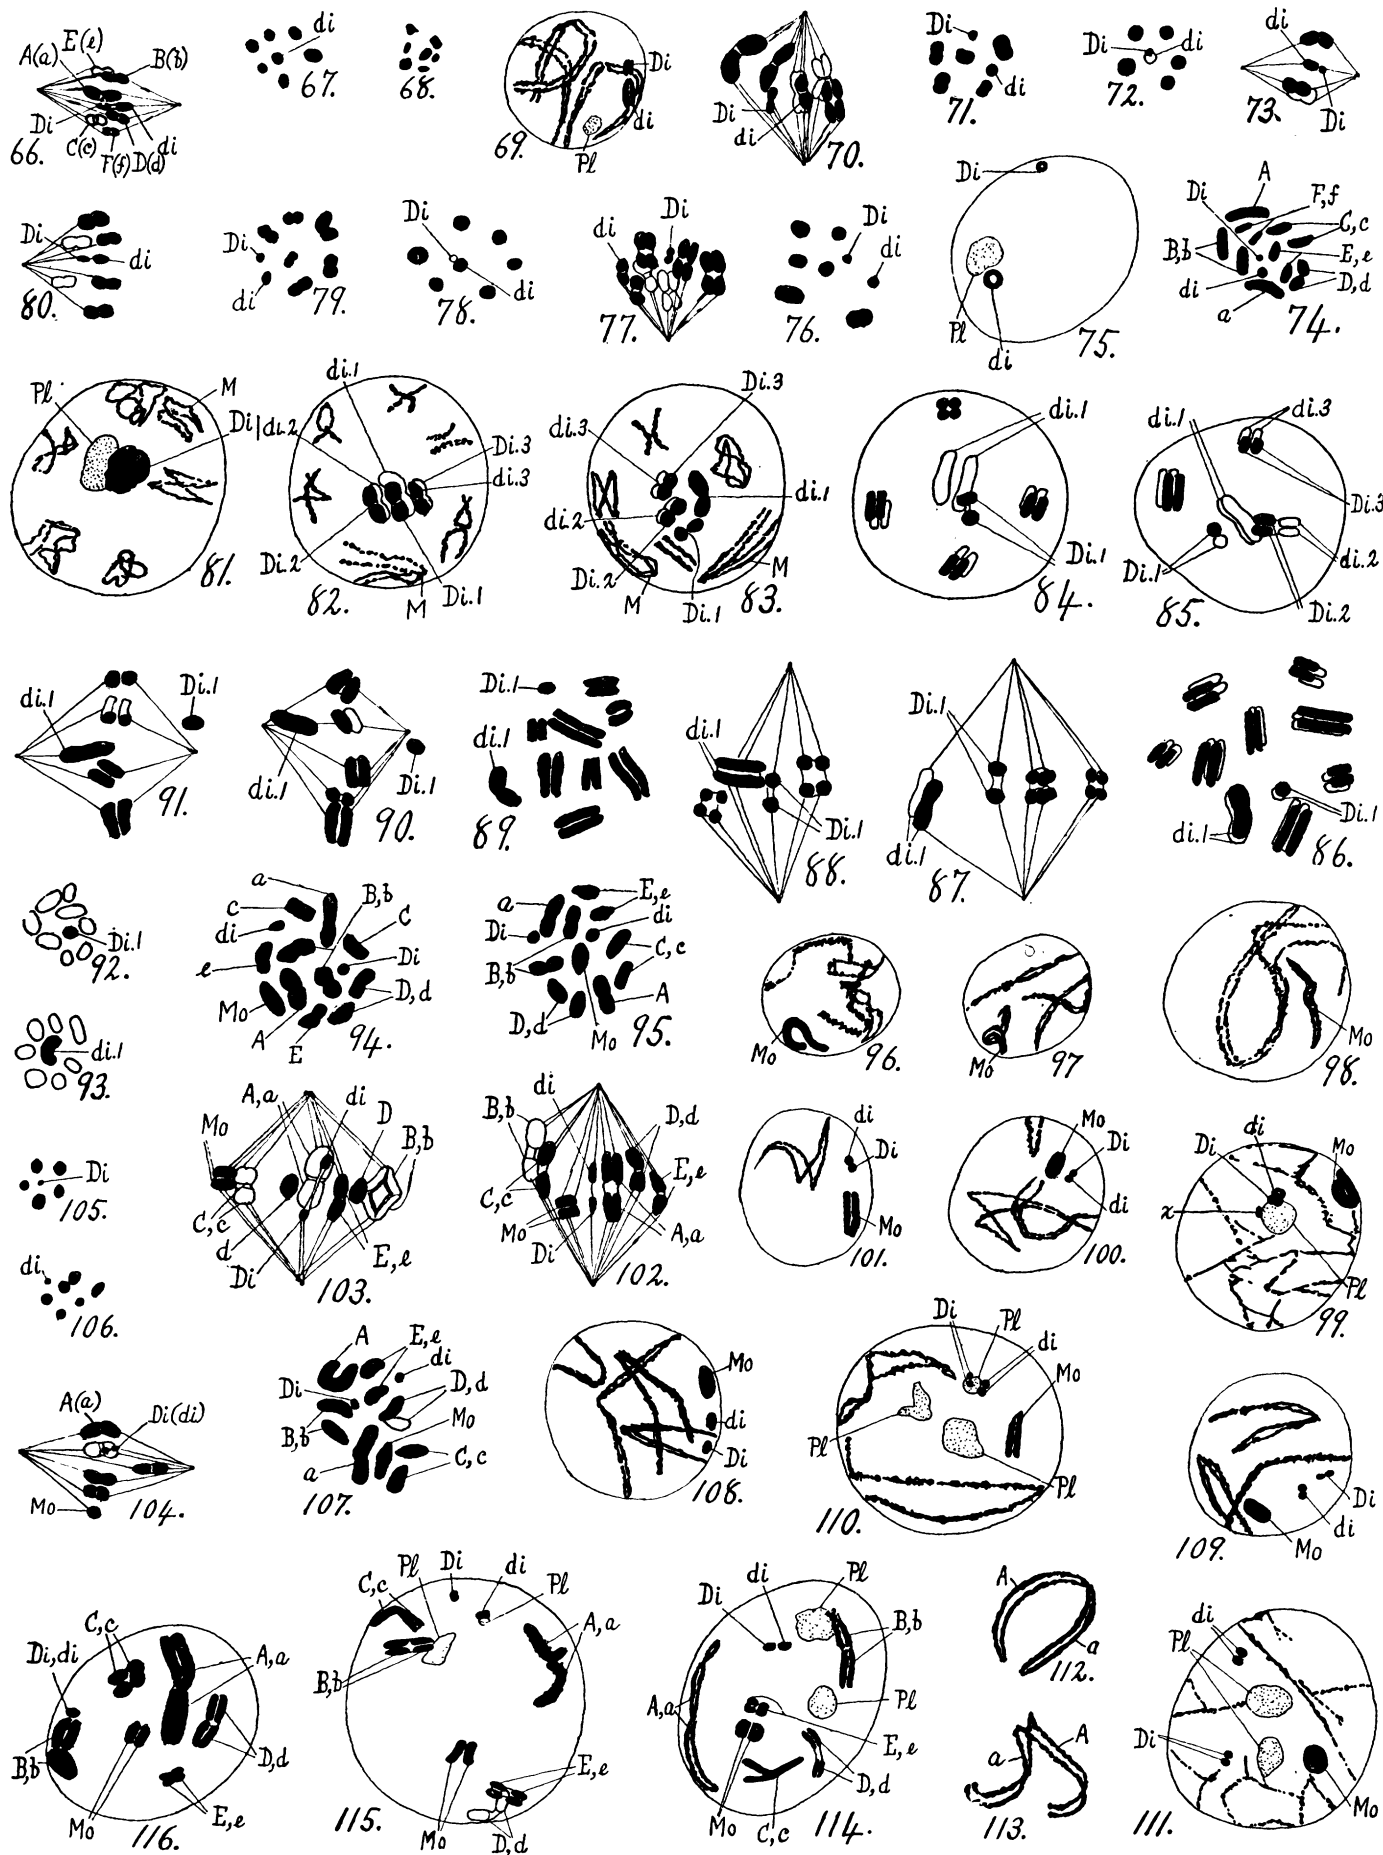 E(e)
A(a)
B(b)
Di
C(c)
F(f)
D(d)
di
66.
di
67.
68.
Di
di
Pl
69.
Di
di
70.
Di
di
71.
Di
di
72.
di
Di
73.
Di
di
80.
Di
di
79.
Di
di
78.
di
Di
77.
Di
di
76.
Di
Pl
di
75.
Di
A
F,f
C,c
B,b
E,e
di
D,d
a
74.
Pl
M
Di
81.
di.1
di.2
Di.3
di.3
Di.2
M
Di.1
82.
Di.3
di.3
di.1
di.2
Di.2
M
M
Di.1
83.
di.1
Di.1
84.
di.1
di.3
Di.3
di.2
Di.1
Di.2
85.
di.1
Di.1
91.
di.1
Di.1
90.
Di.1
di.1
89.
di.1
Di.1
88.
Di.1
di.1
87.
Di.1
di.1
86.
Di.1
92.
a
c
B,b
C
di
Di
e
Mo
D,d
A
E
94.
a
E,e
di
Di
C,c
B,b
D,d
A
Mo
95.
Mo
96.
Mo
97
Mo
98.
di.1
93.
Mo
A,a
di
D
B,b
C,c
d
Di
E,e
103.
di
B,b
D,d
E,e
C,c
Mo
Di
A,a
102.
di
Di
Mo
101.
Mo
Di
di
100.
di
Di
Mo
x
Pl
99.
Di
105.
di
106.
A(a)
Di(di)
Mo
104.
A
E,e
di
Di
D,d
Mo
B,b
C,c
a
107.
Mo
di
Di
108.
Di
Pl
di
Mo
Pl
Pl
110.
Di
di
Mo
109.
C,c
Di,di
A,a
B,b
D,d
E,e
Mo
116.
Pl
Di
di
Pl
C,c
A,a
B,b
E,e
Mo
D,d
115.
di
Pl
Di
B,b
Pl
A,a
E,e
D,d
Mo
C,c
114.
A
a
112.
A
a
113.
di
Pl
Di
Mo
111.